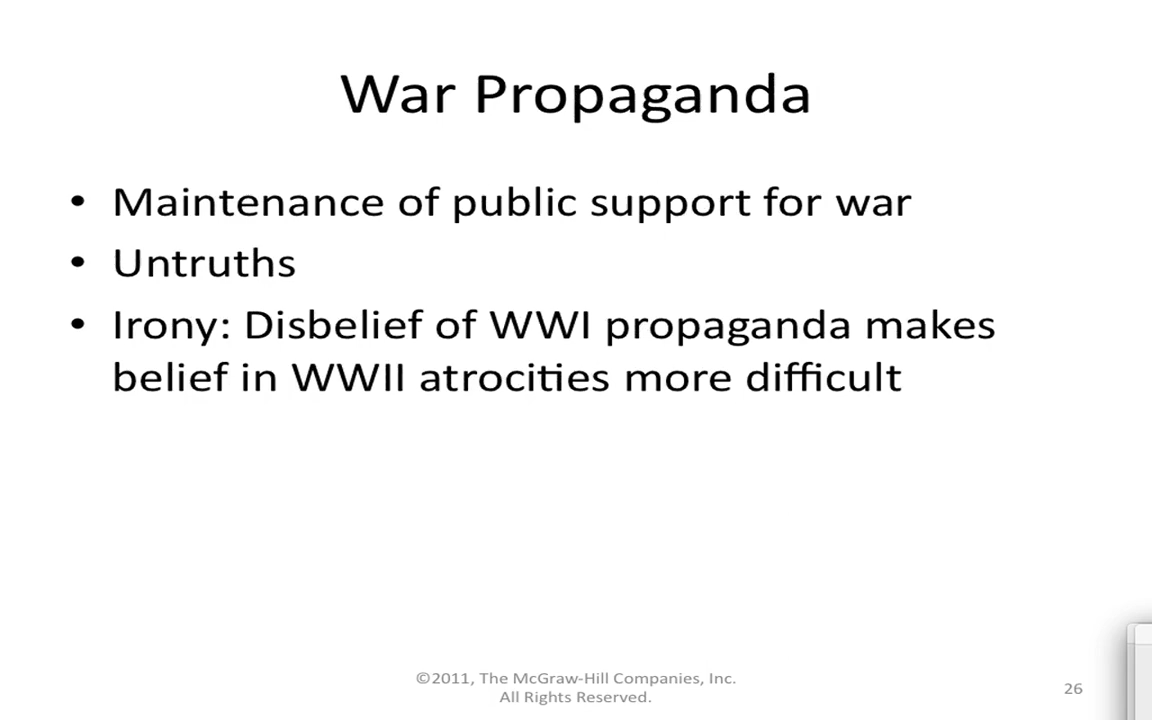 War Propaganda
• Maintenance of public support for war
• Untruths
• Irony: Disbelief of WWI propaganda makes
belief in WWII atrocities more difficult
©2011, The McGraw-Hill Companies, Inc.
All Rights Reserved.
26